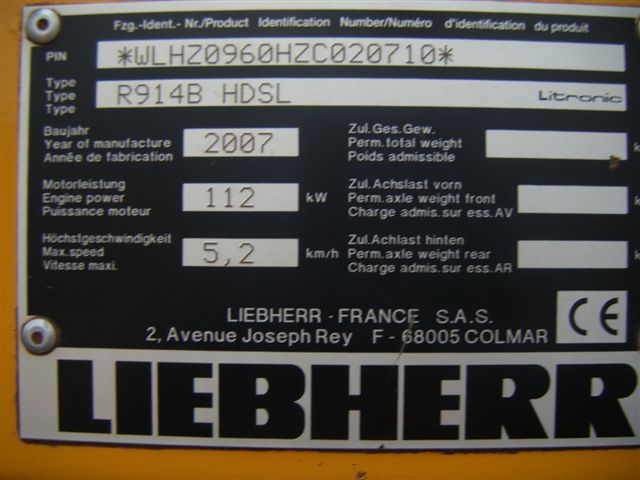 Fzg.-Ident.- Nr./Product Identification Number/Numéro d'identification du produit
PIN *WLHZ0960HZC020710*
Type
Type R914B HDSL Litronic
Type
Baujahr
Year of manufacture 2007
Année de fabrication
Zul.Ges.Gew.
Perm.total weight
Poids admissible
Motorleistung
Engine power 112 kW
Puissance moteur
Zul.Achslast vorn
Perm.axle weight front
Charge admis.sur ess.AV
Höchstgeschwindigkeit
Max.speed 5,2 km/h
Vitesse maxi.
Zul.Achlast hinten
Perm.axle weight rear
Charge admis.sur ess.AR
LIEBHERR - FRANCE S.A.S.
2, Avenue Joseph Rey F - 68005 COLMAR
CE
LIEBHERR